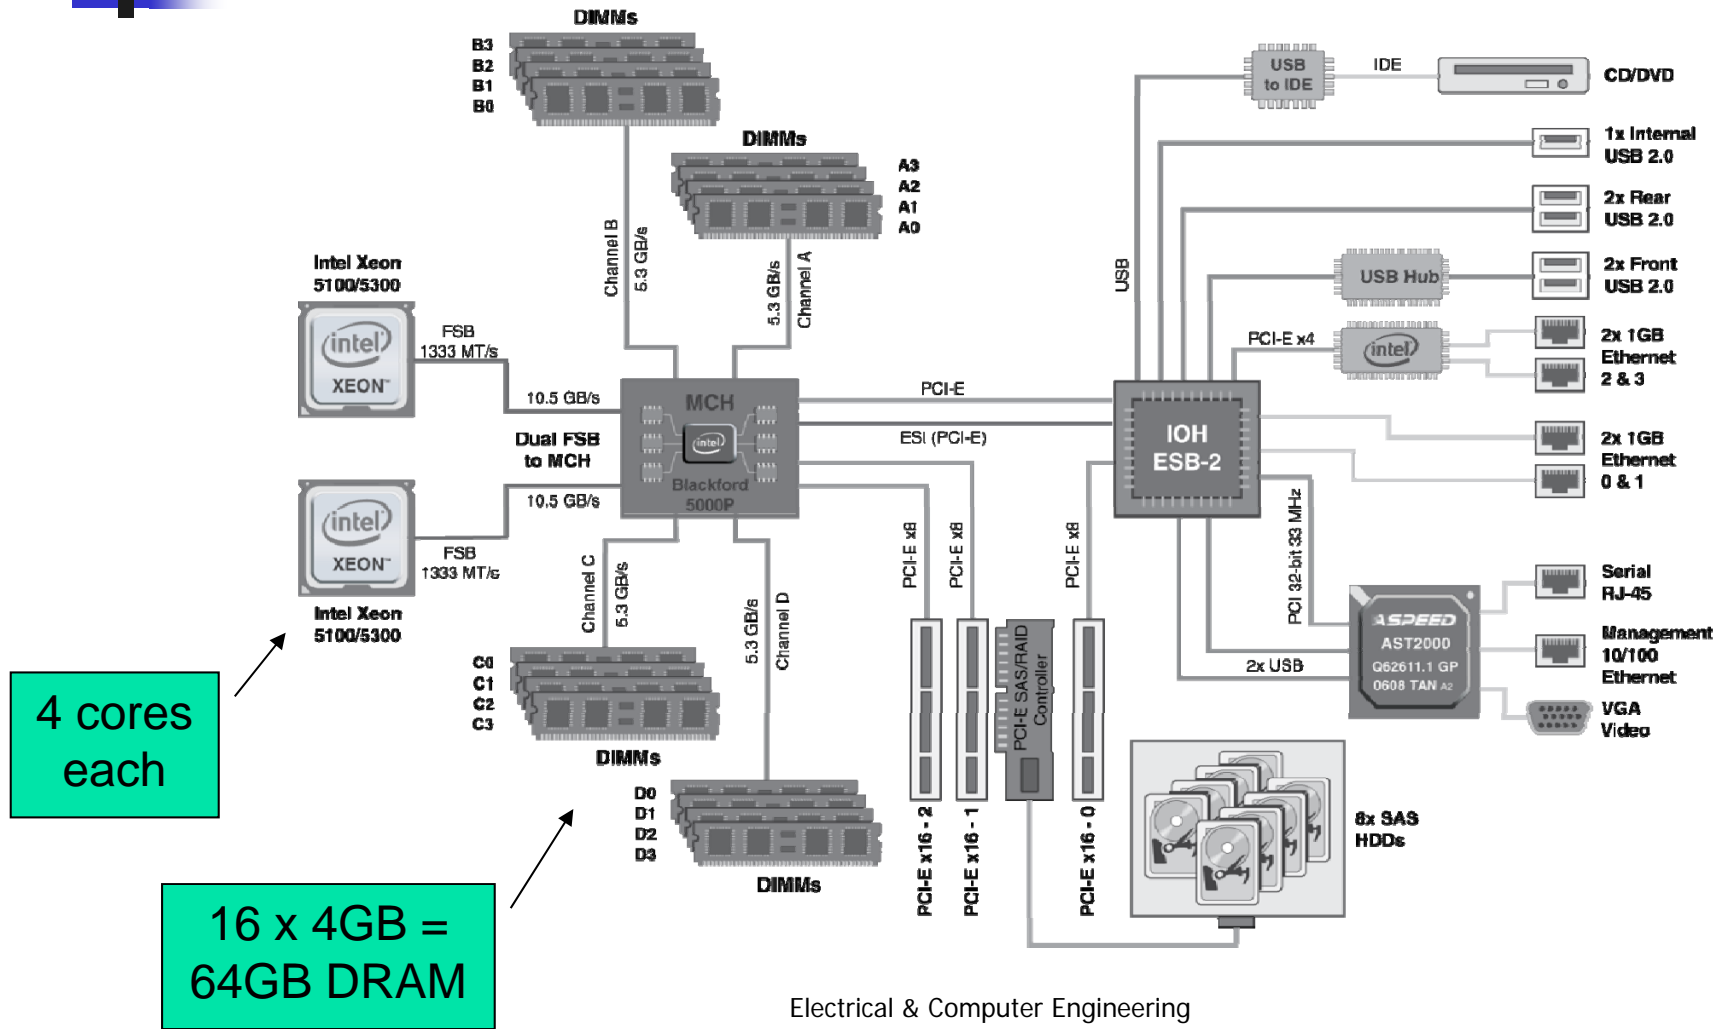 DIMMs
B3
B2
B1
B0
DIMMs
A3
A2
A1
A0
Channel B
5.3 GB/s
5.3 GB/s
Channel A
Intel Xeon
5100/5300
intel
XEON™
FSB
1333 MT/s
10.5 GB/s
Dual FSB
to MCH
10.5 GB/s
intel
XEON™
FSB
1333 MT/s
Intel Xeon
5100/5300
MCH
intel
Blackford
5000P
Channel C
5.3 GB/s
5.3 GB/s
Channel D
C0
C1
C2
C3
DIMMs
D0
D1
D2
D3
DIMMs
4 cores
each
16 x 4GB =
64GB DRAM
PCI-E
ESI (PCI-E)
PCI-E x8
PCI-E x8
PCI-E x8
PCI-E x16 - 2
PCI-E x16 - 1
PCI-E SAS/RAID
Controller
PCI-E x16 - 0
IOH
ESB-2
USB
USB
to IDE
IDE
CD/DVD
1x Internal
USB 2.0
2x Rear
USB 2.0
USB Hub
2x Front
USB 2.0
PCI-E x4
intel
2x 1GB
Ethernet
2 & 3
2x 1GB
Ethernet
0 & 1
PCI 32-bit 33 MHz
2x USB
ASPEED
AST2000
Q62611.1 GP
0608 TAN A2
Serial
RJ-45
Management
10/100
Ethernet
VGA
Video
8x SAS
HDDs
Electrical & Computer Engineering